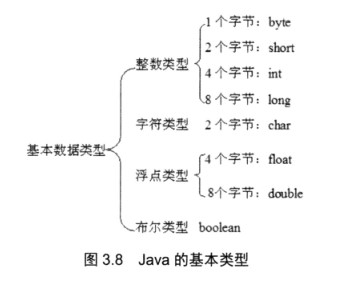 1 个字节：byte
2 个字节：short
整数类型
4 个字节：int
8 个字节：long
字符类型 2 个字节：char
基本数据类型
4 个字节：float
浮点类型
8个字节：double
布尔类型 boolean
图 3.8 Java 的基本类型